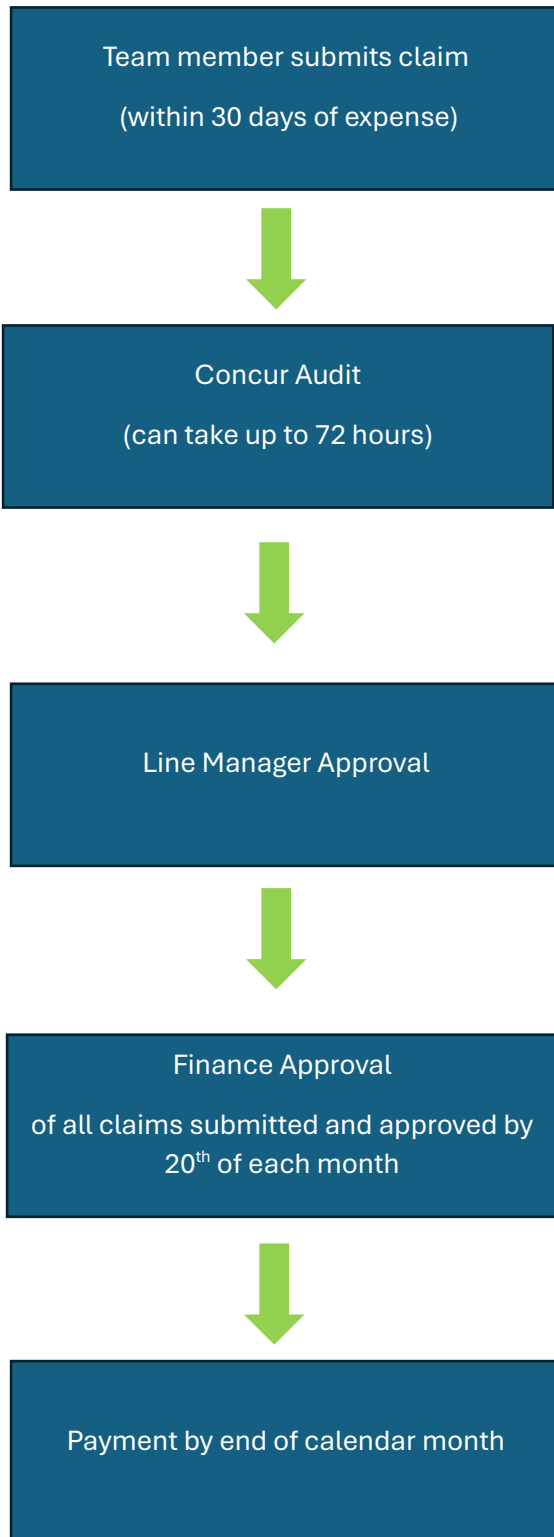 Team member submits claim
(within 30 days of expense)
Concur Audit
(can take up to 72 hours)
Line Manager Approval
Finance Approval
of all claims submitted and approved by
20th of each month
Payment by end of calendar month